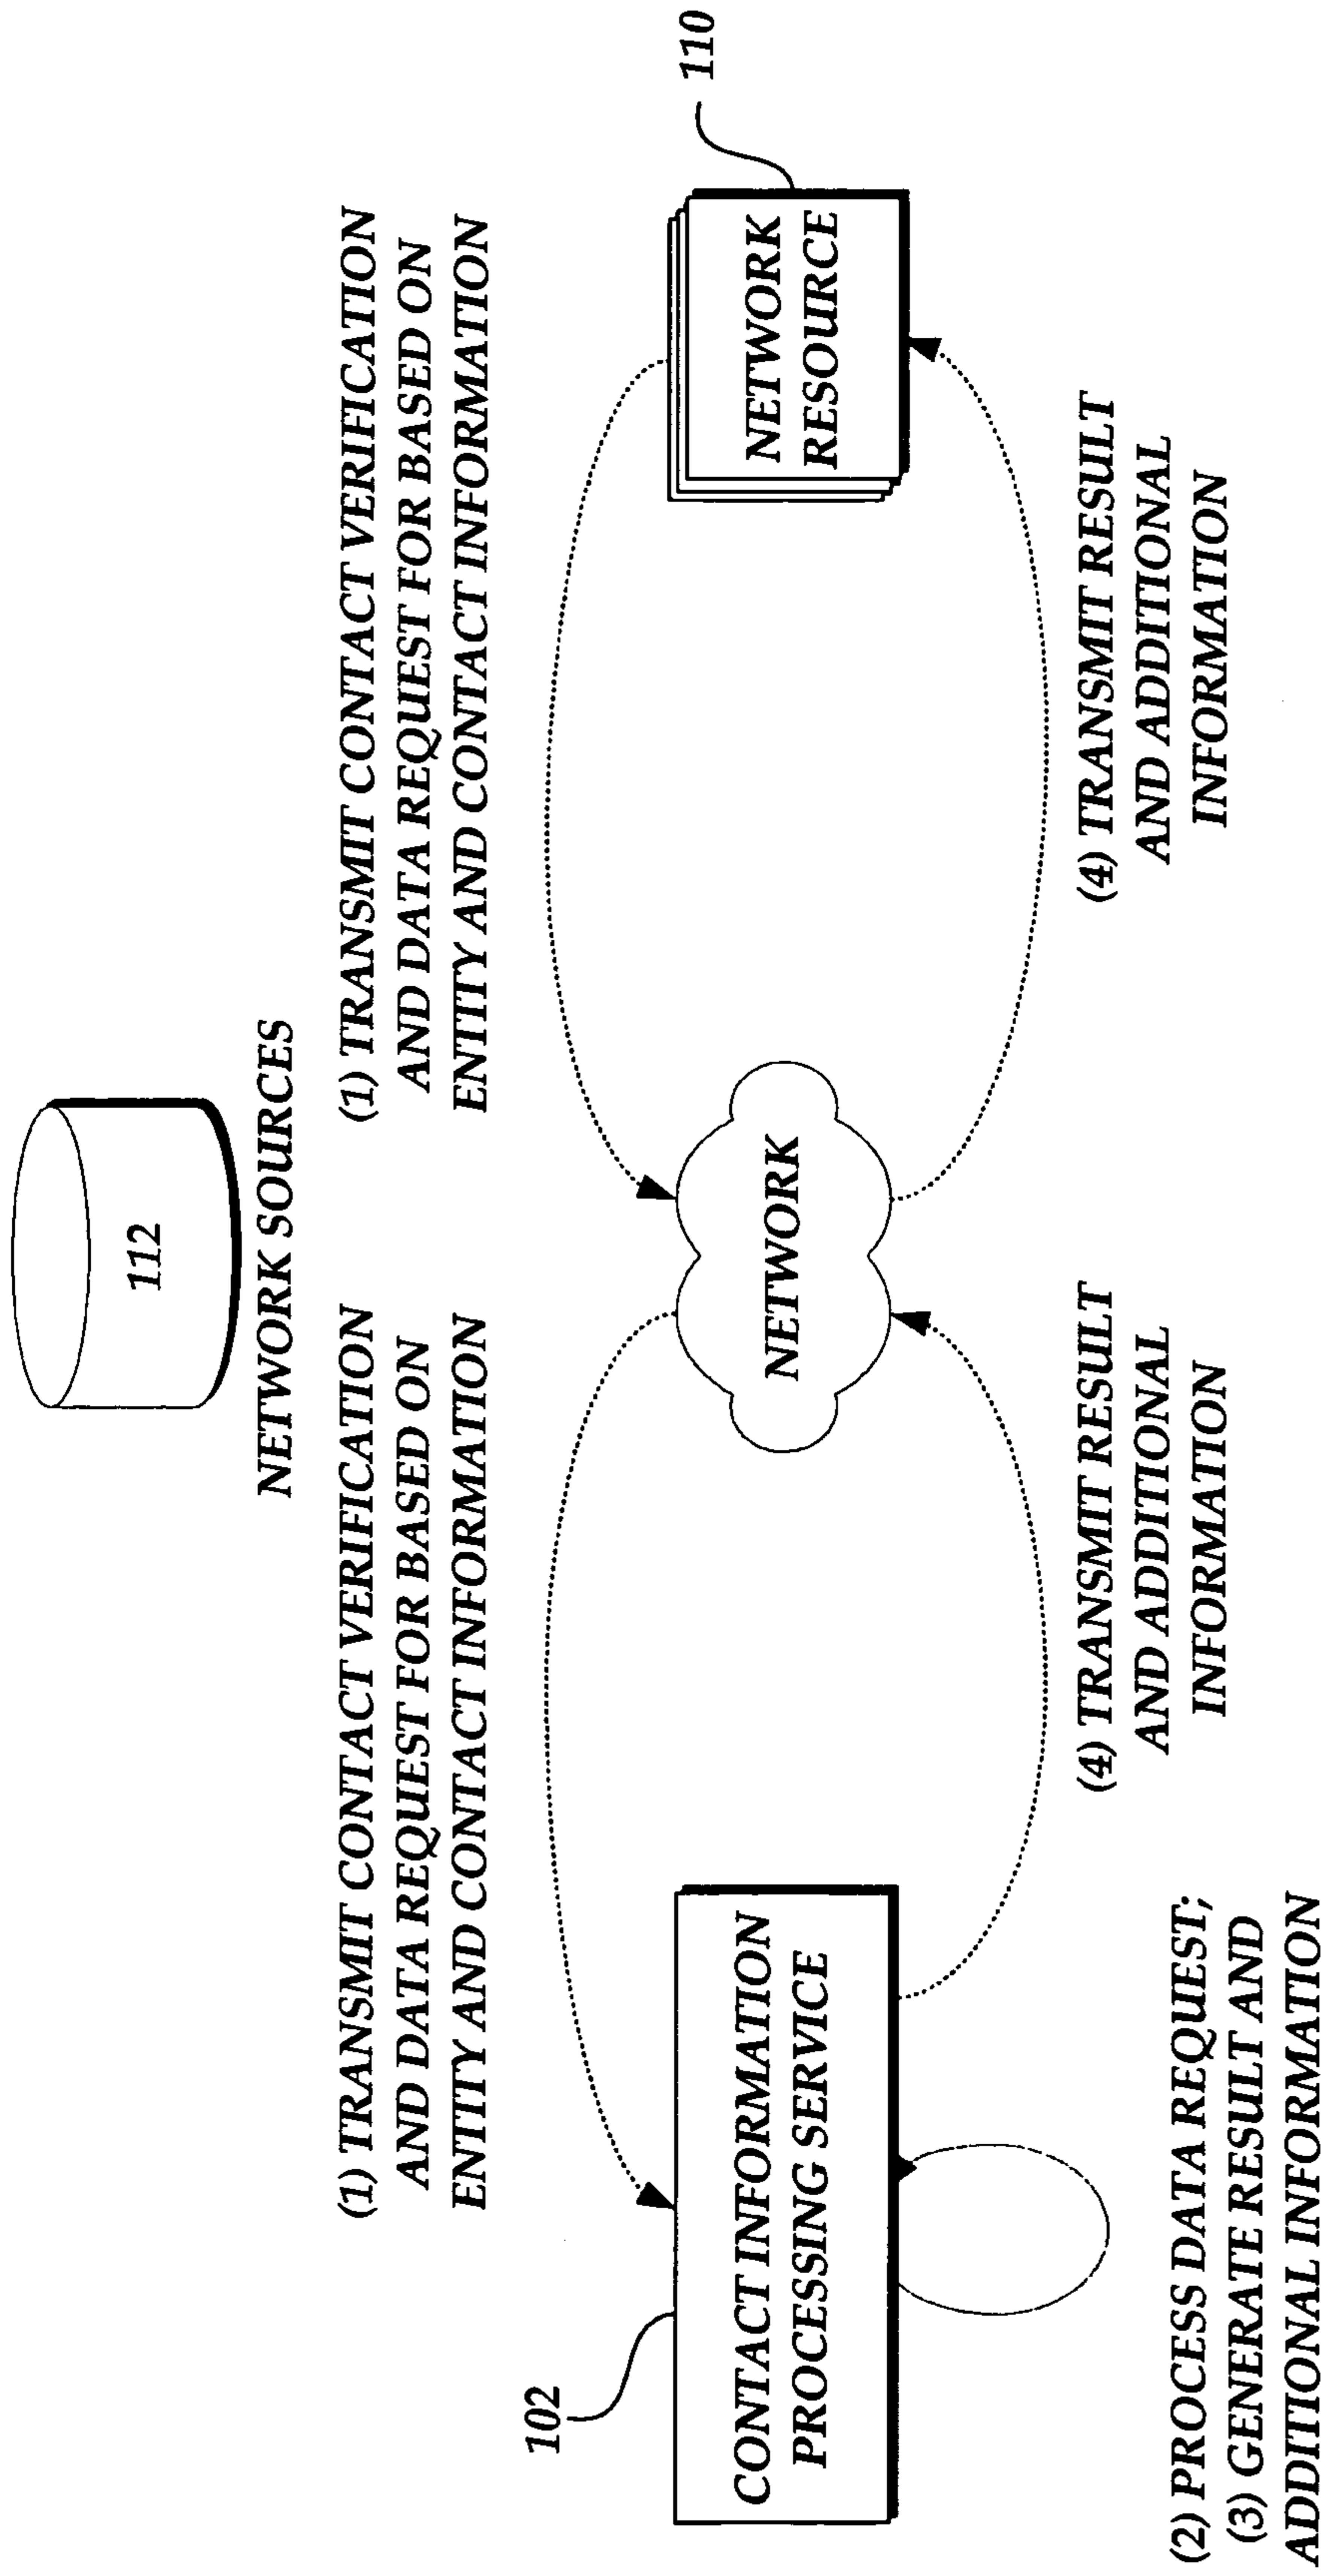 112
NETWORK SOURCES
(1) TRANSMIT CONTACT VERIFICATION
AND DATA REQUEST FOR BASED ON
ENTITY AND CONTACT INFORMATION
(1) TRANSMIT CONTACT VERIFICATION
AND DATA REQUEST FOR BASED ON
ENTITY AND CONTACT INFORMATION
102
CONTACT INFORMATION
PROCESSING SERVICE
NETWORK
NETWORK
RESOURCE
110
(4) TRANSMIT RESULT
AND ADDITIONAL
INFORMATION
(4) TRANSMIT RESULT
AND ADDITIONAL
INFORMATION
(2) PROCESS DATA REQUEST;
(3) GENERATE RESULT AND
ADDITIONAL INFORMATION